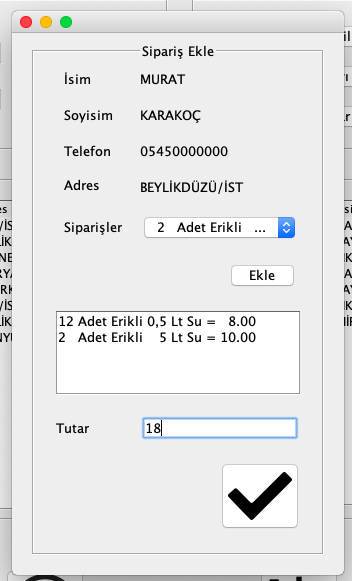 Sipariş Ekle
İsim MURAT
Soyisim KARAKOÇ
Telefon 05450000000
Adres BEYLİKDÜZÜ/İST
Siparişler 2 Adet Erikli ...
Ekle
12 Adet Erikli 0,5 Lt Su = 8.00
2 Adet Erikli 5 Lt Su = 10.00
Tutar 18